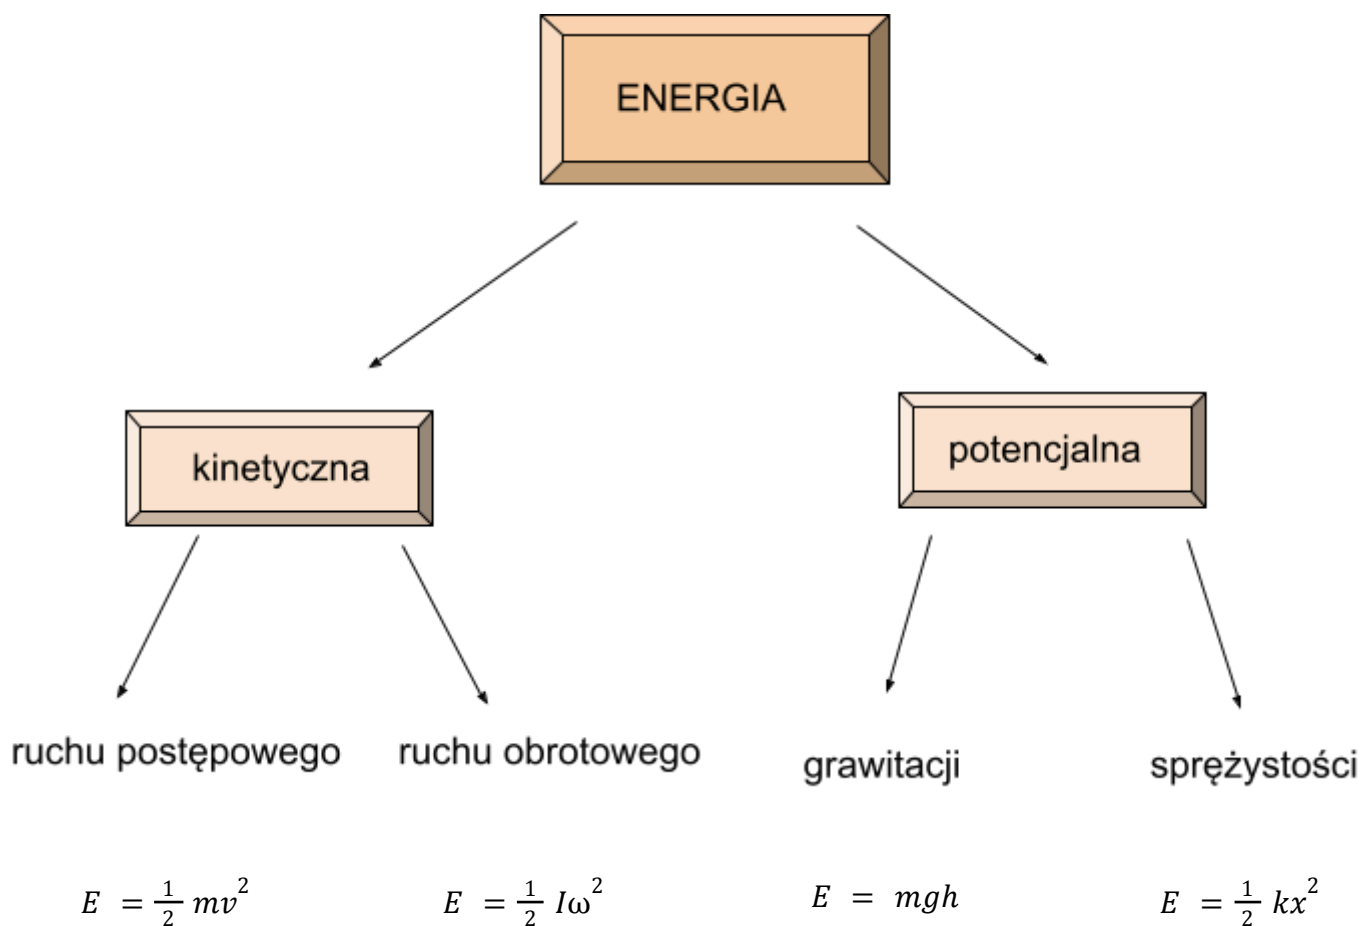 ENERGIA
kinetyczna
potencjalna
ruchu postępowego
ruchu obrotowego
grawitacji
sprężystości
E = 1/2 mv²
E = 1/2 Iω²
E = mgh
E = 1/2 kx²